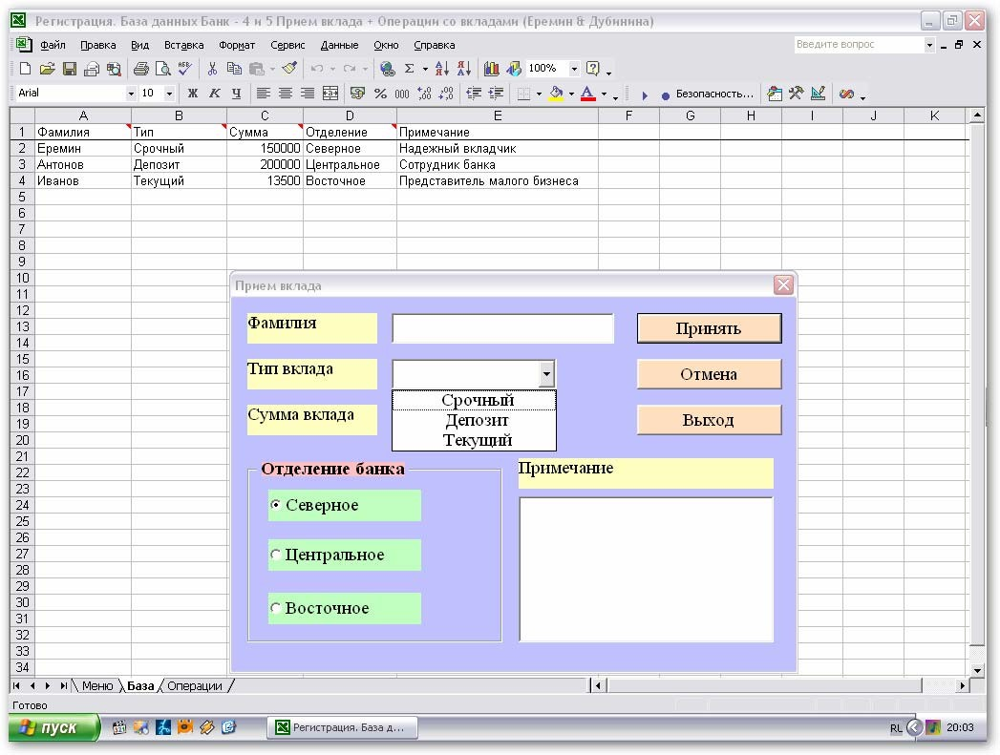 Регистрация. База данных Банк - 4 и 5 Прием вклада + Операции со вкладами (Еремин & Дубинина)
Файл Правка Вид Вставка Формат Сервис Данные Окно Справка Введите вопрос
100%
Arial 10 Ж К Ч % 000 Безопасность...
A B C D E F G H I J K
1 Фамилия Тип Сумма Отделение Примечание
2 Еремин Срочный 150000 Северное Надежный вкладчик
3 Антонов Депозит 200000 Центральное Сотрудник банка
4 Иванов Текущий 13500 Восточное Представитель малого бизнеса
5
6
7
8
9
10
11
12
13
14
15
16
17
18
19
20
21
22
23
24
25
26
27
28
29
30
31
32
33
34
Прием вклада
Фамилия Принять
Тип вклада Отмена
Срочный
Депозит
Текущий
Сумма вклада Выход
Отделение банка Примечание
Северное
Центральное
Восточное
Меню База Операции
Готово
пуск Регистрация. База д... RL 20:03